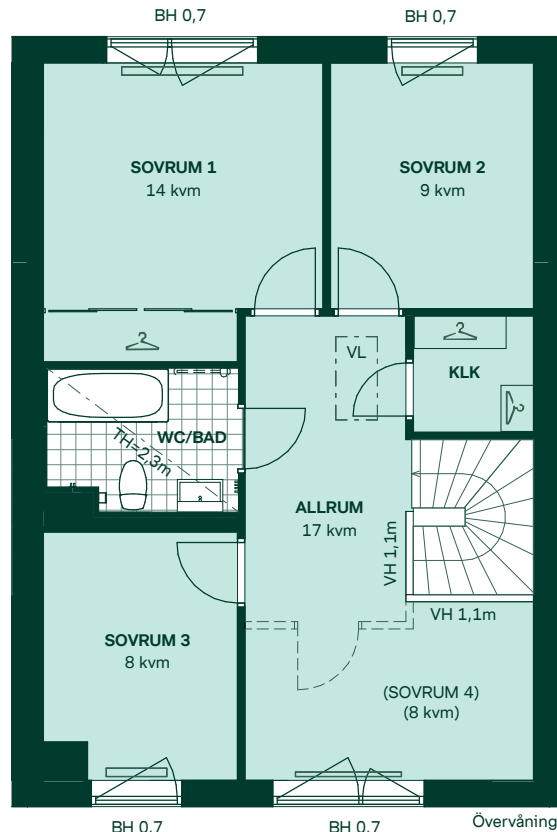 BH 0,7
BH 0,7
SOVRUM 1
14 kvm
SOVRUM 2
9 kvm
VL
KLK
WC/BAD
TH=2,3m
ALLRUM
17 kvm
VH 1,1m
VH 1,1m
SOVRUM 3
8 kvm
(SOVRUM 4)
(8 kvm)
Övervåning
BH 0,7
BH 0,7